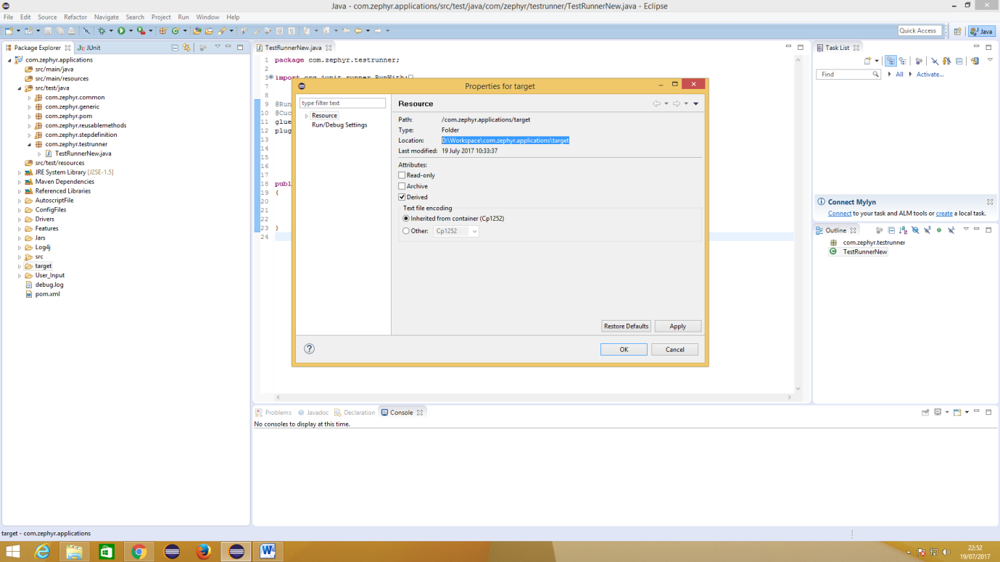 Java - com.zephyr.applications/src/test/java/com/zephyr/testrunner/TestRunnerNew.java - Eclipse
File Edit Source Refactor Navigate Search Project Run Window Help
Quick Access
Java
Package Explorer
JUnit
com.zephyr.applications
src/main/java
src/main/resources
src/test/java
com.zephyr.common
com.zephyr.generic
com.zephyr.pom
com.zephyr.reusablemethods
com.zephyr.stepdefinition
com.zephyr.testrunner
TestRunnerNew.java
src/test/resources
JRE System Library [J2SE-1.5]
Maven Dependencies
Referenced Libraries
AutoscriptFile
ConfigFiles
Drivers
Features
Jars
Log4j
src
target
User_Input
debug.log
pom.xml
TestRunnerNew.java
1 package com.zephyr.testrunner;
2
3 import org.junit.runner.RunWith;
7
8
9 @Run
10 @Cuc
11 glue
12 plug
13
14
15
16
17
18 publ
19 {
20
21
22
23 }
24
Properties for target
type filter text
Resource
Run/Debug Settings
Resource
Path: /com.zephyr.applications/target
Type: Folder
Location: D:\Workspace\com.zephyr.applications\target
Last modified: 19 July 2017 10:33:37
Attributes:
Read-only
Archive
Derived
Text file encoding
Inherited from container (Cp1252)
Other: Cp1252
Restore Defaults Apply
OK Cancel
Task List
Find All Activate...
Connect Mylyn
Connect to your task and ALM tools or create a local task.
Outline
com.zephyr.testrunner
TestRunnerNew
Problems @ Javadoc Declaration Console
No consoles to display at this time.
target - com.zephyr.applications
22:52
19/07/2017